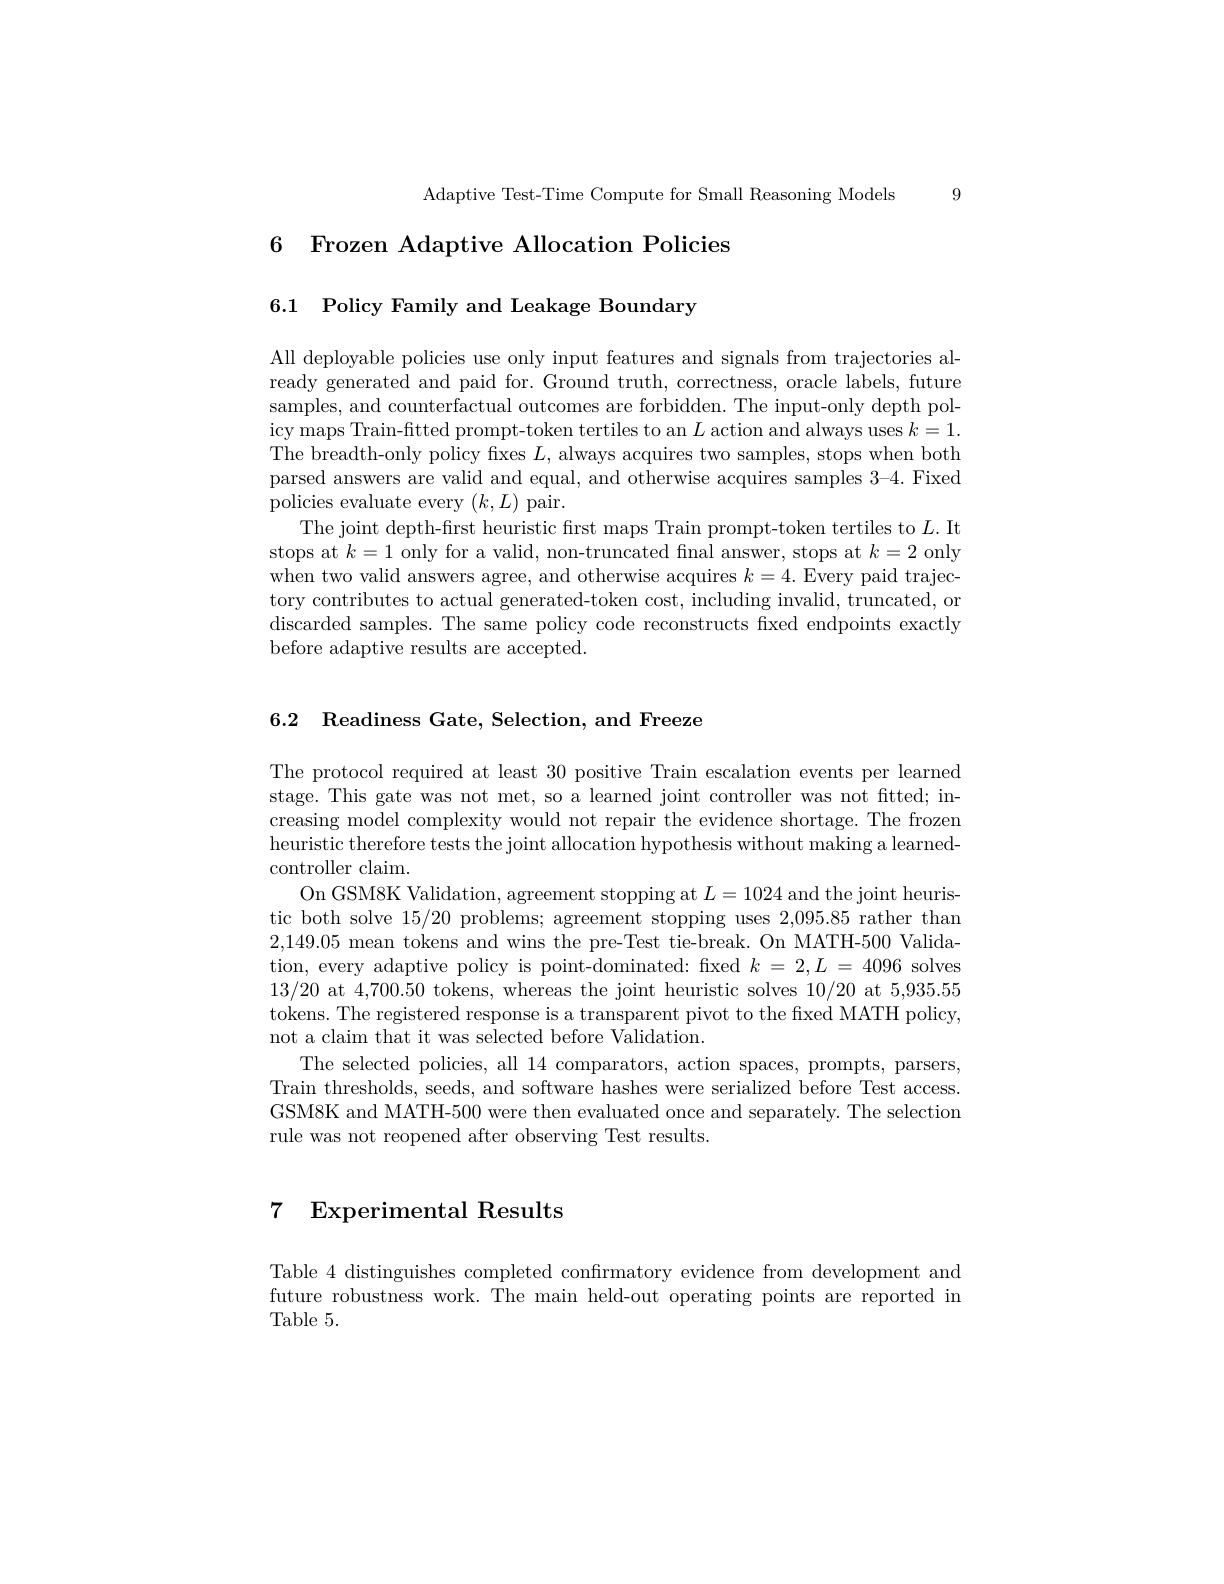 Adaptive Test-Time Compute for Small Reasoning Models 9
6 Frozen Adaptive Allocation Policies
6.1 Policy Family and Leakage Boundary
All deployable policies use only input features and signals from trajectories al-
ready generated and paid for. Ground truth, correctness, oracle labels, future
samples, and counterfactual outcomes are forbidden. The input-only depth pol-
icy maps Train-fitted prompt-token tertiles to an L action and always uses k = 1.
The breadth-only policy fixes L, always acquires two samples, stops when both
parsed answers are valid and equal, and otherwise acquires samples 3–4. Fixed
policies evaluate every (k, L) pair.
The joint depth-first heuristic first maps Train prompt-token tertiles to L. It
stops at k = 1 only for a valid, non-truncated final answer, stops at k = 2 only
when two valid answers agree, and otherwise acquires k = 4. Every paid trajec-
tory contributes to actual generated-token cost, including invalid, truncated, or
discarded samples. The same policy code reconstructs fixed endpoints exactly
before adaptive results are accepted.
6.2 Readiness Gate, Selection, and Freeze
The protocol required at least 30 positive Train escalation events per learned
stage. This gate was not met, so a learned joint controller was not fitted; in-
creasing model complexity would not repair the evidence shortage. The frozen
heuristic therefore tests the joint allocation hypothesis without making a learned-
controller claim.
On GSM8K Validation, agreement stopping at L = 1024 and the joint heuris-
tic both solve 15/20 problems; agreement stopping uses 2,095.85 rather than
2,149.05 mean tokens and wins the pre-Test tie-break. On MATH-500 Valida-
tion, every adaptive policy is point-dominated: fixed k = 2, L = 4096 solves
13/20 at 4,700.50 tokens, whereas the joint heuristic solves 10/20 at 5,935.55
tokens. The registered response is a transparent pivot to the fixed MATH policy,
not a claim that it was selected before Validation.
The selected policies, all 14 comparators, action spaces, prompts, parsers,
Train thresholds, seeds, and software hashes were serialized before Test access.
GSM8K and MATH-500 were then evaluated once and separately. The selection
rule was not reopened after observing Test results.
7 Experimental Results
Table 4 distinguishes completed confirmatory evidence from development and
future robustness work. The main held-out operating points are reported in
Table 5.